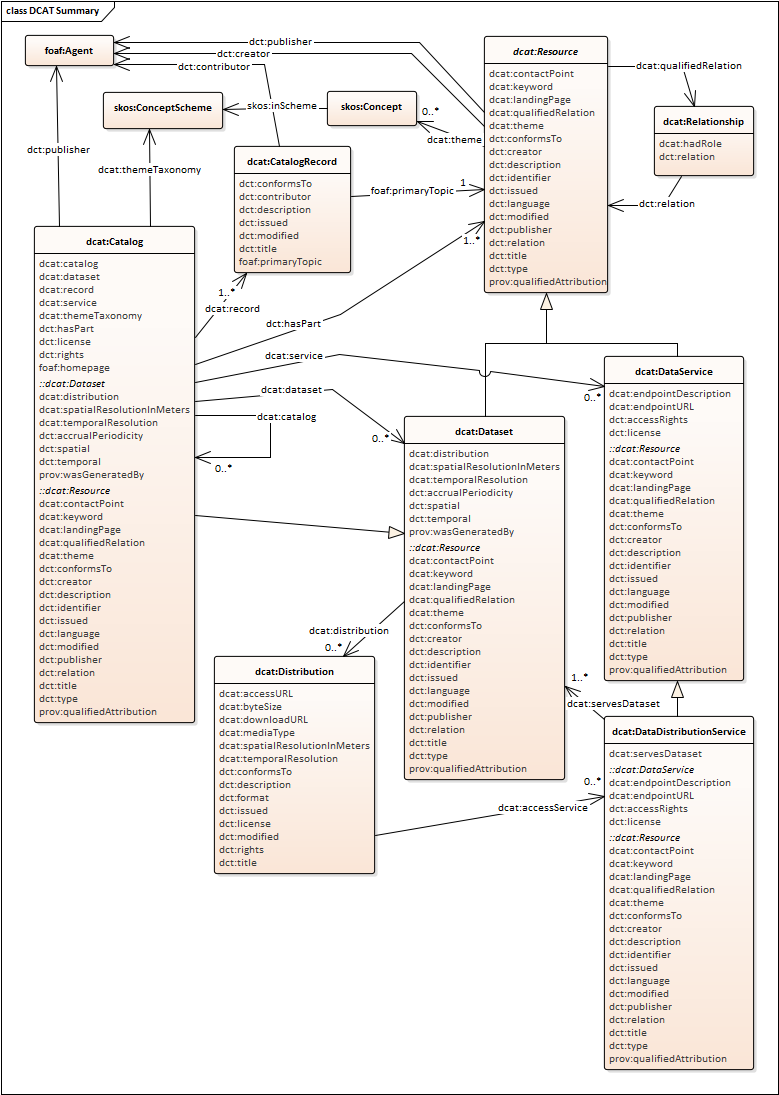 class DCAT Summary
foaf:Agent
dct:publisher
dct:creator
dct:contributor
skos:ConceptScheme
skos:inScheme
skos:Concept
0..*
dcat:theme
dct:publisher
dcat:themeTaxonomy
dcat:Resource
dcat:contactPoint
dcat:keyword
dcat:landingPage
dcat:qualifiedRelation
dcat:theme
dct:conformsTo
dct:creator
dct:description
dct:identifier
dct:issued
dct:language
dct:modified
dct:publisher
dct:relation
dct:title
dct:type
prov:qualifiedAttribution
dcat:qualifiedRelation
dcat:Relationship
dcat:hadRole
dct:relation
dct:relation
dcat:CatalogRecord
dct:conformsTo
dct:contributor
dct:description
dct:issued
dct:modified
dct:title
foaf:primaryTopic
foaf:primaryTopic
1
1..*
dcat:Catalog
dcat:catalog
dcat:dataset
dcat:record
dcat:service
dcat:themeTaxonomy
dct:hasPart
dct:license
dct:rights
foaf:homepage
::dcat:Dataset
dcat:distribution
dcat:spatialResolutionInMeters
dcat:temporalResolution
dct:accrualPeriodicity
dct:spatial
dct:temporal
prov:wasGeneratedBy
::dcat:Resource
dcat:contactPoint
dcat:keyword
dcat:landingPage
dcat:qualifiedRelation
dcat:theme
dct:conformsTo
dct:creator
dct:description
dct:identifier
dct:issued
dct:language
dct:modified
dct:publisher
dct:relation
dct:title
dct:type
prov:qualifiedAttribution
1..*
dcat:record
dct:hasPart
dcat:service
0..*
dcat:dataset
0..*
dcat:catalog
0..*
dcat:DataService
dcat:endpointDescription
dcat:endpointURL
dct:accessRights
dct:license
::dcat:Resource
dcat:contactPoint
dcat:keyword
dcat:landingPage
dcat:qualifiedRelation
dcat:theme
dct:conformsTo
dct:creator
dct:description
dct:identifier
dct:issued
dct:language
dct:modified
dct:publisher
dct:relation
dct:title
dct:type
prov:qualifiedAttribution
dcat:Dataset
dcat:distribution
dcat:spatialResolutionInMeters
dcat:temporalResolution
dct:accrualPeriodicity
dct:spatial
dct:temporal
prov:wasGeneratedBy
::dcat:Resource
dcat:contactPoint
dcat:keyword
dcat:landingPage
dcat:qualifiedRelation
dcat:theme
dct:conformsTo
dct:creator
dct:description
dct:identifier
dct:issued
dct:language
dct:modified
dct:publisher
dct:relation
dct:title
dct:type
prov:qualifiedAttribution
dcat:distribution
0..*
dcat:Distribution
dcat:accessURL
dcat:byteSize
dcat:downloadURL
dcat:mediaType
dcat:spatialResolutionInMeters
dcat:temporalResolution
dct:conformsTo
dct:description
dct:format
dct:issued
dct:license
dct:modified
dct:rights
dct:title
1..*
dcat:servesDataset
0..*
dcat:accessService
dcat:DataDistributionService
dcat:servesDataset
::dcat:DataService
dcat:endpointDescription
dcat:endpointURL
dct:accessRights
dct:license
::dcat:Resource
dcat:contactPoint
dcat:keyword
dcat:landingPage
dcat:qualifiedRelation
dcat:theme
dct:conformsTo
dct:creator
dct:description
dct:identifier
dct:issued
dct:language
dct:modified
dct:publisher
dct:relation
dct:title
dct:type
prov:qualifiedAttribution